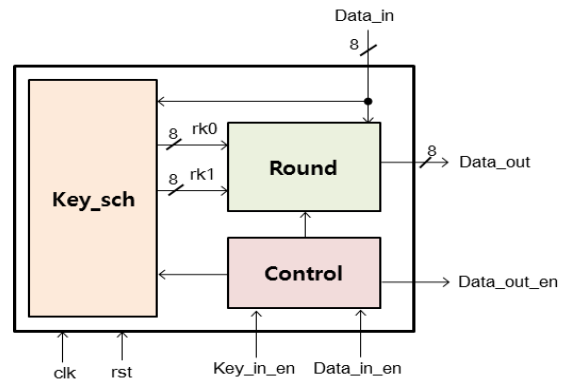 Data_in
8
8 rk0
Round
8 Data_out
8 rk1
Key_sch
Control
Data_out_en
clk rst Key_in_en Data_in_en